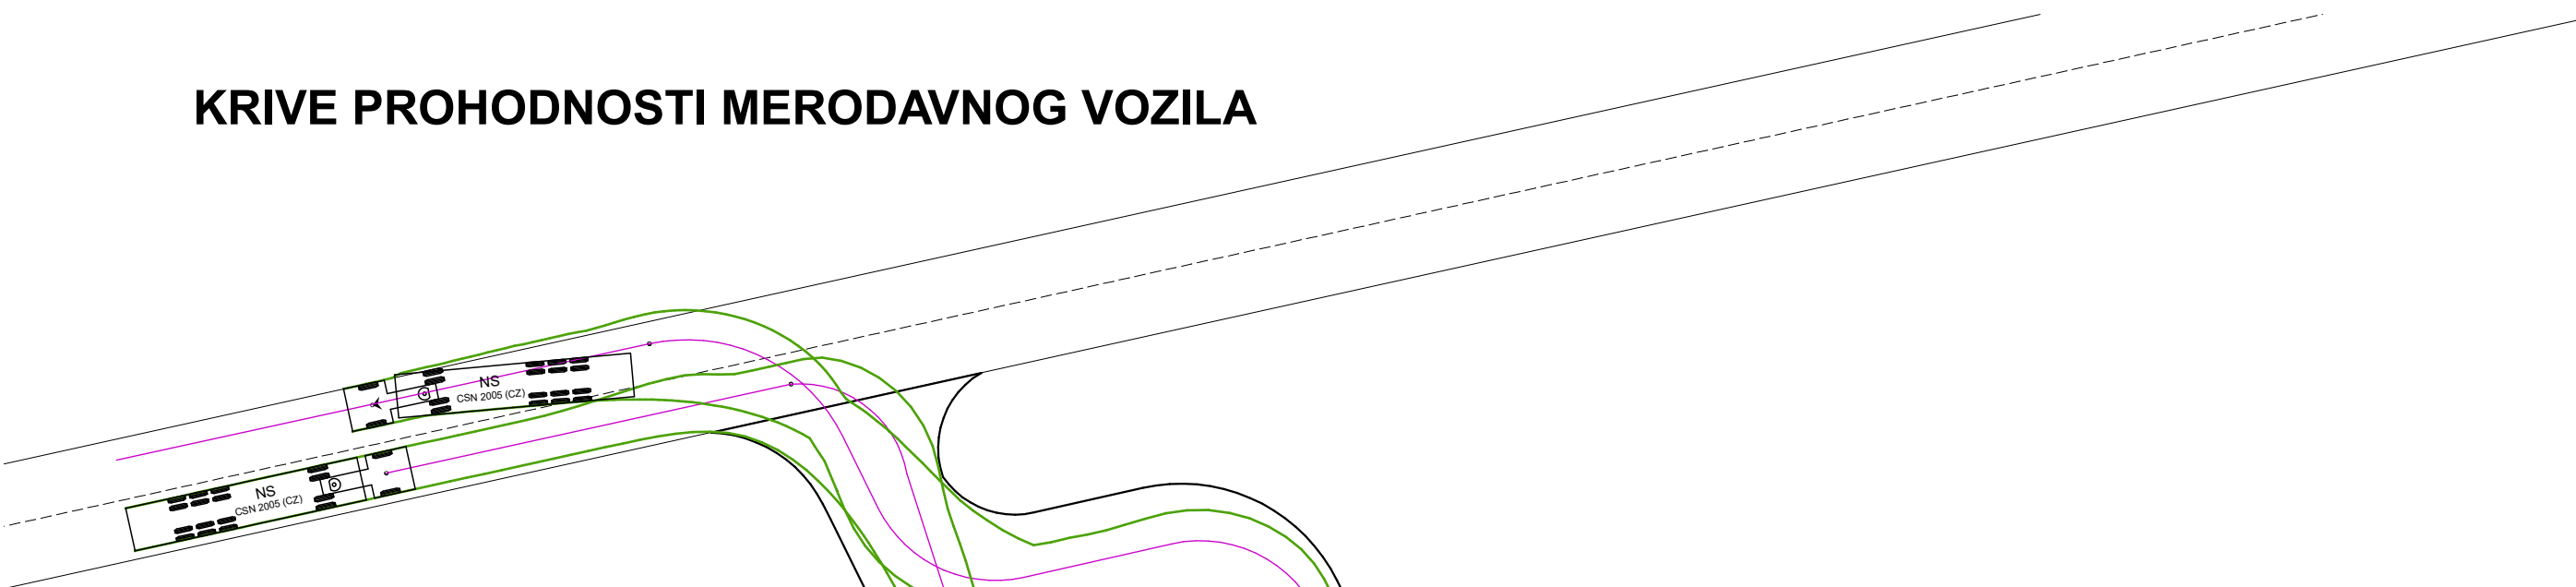 KRIVE PROHODNOSTI MERODAVNOG VOZILA
NS
CSN 2005 (CZ)
NS
CSN 2005 (CZ)